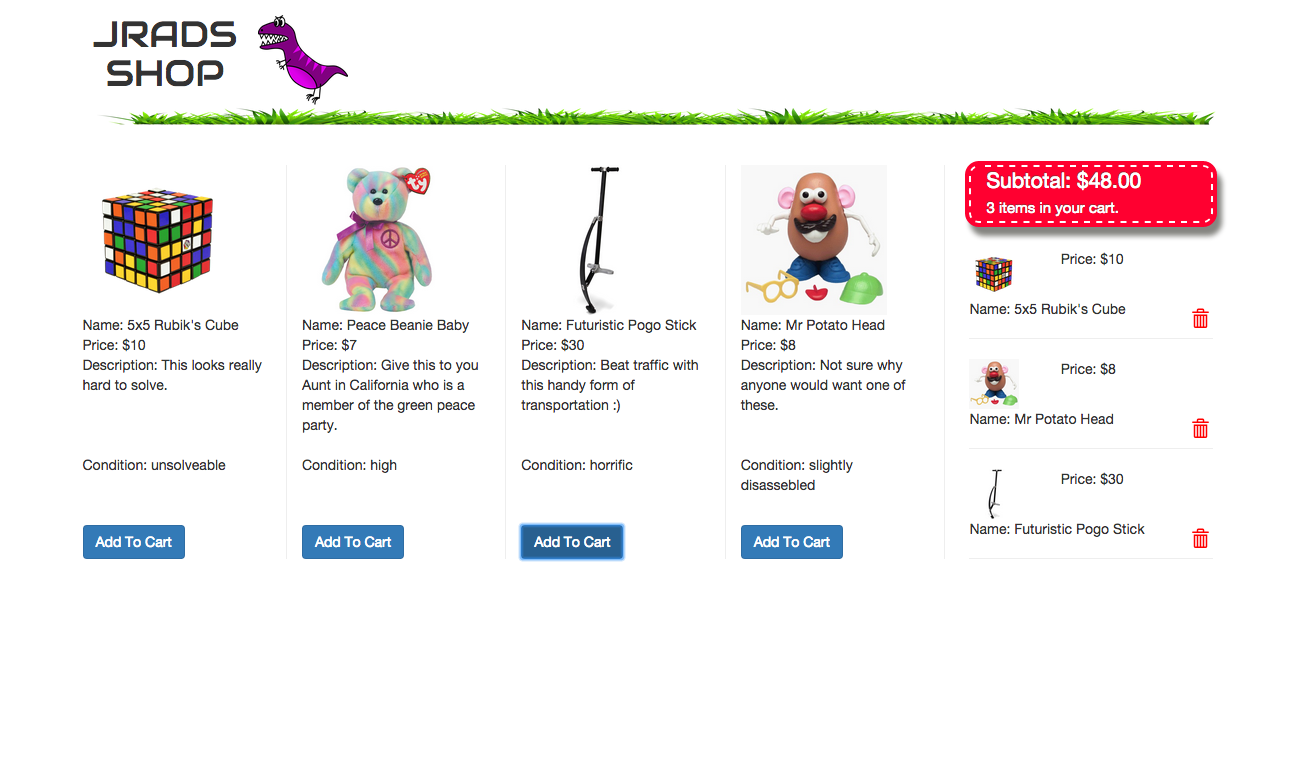 JRADS
SHOP
Name: 5x5 Rubik's Cube
Price: $10
Description: This looks really
hard to solve.
Condition: unsolveable
Add To Cart
ty
Name: Peace Beanie Baby
Price: $7
Description: Give this to you
Aunt in California who is a
member of the green peace
party.
Condition: high
Add To Cart
Name: Futuristic Pogo Stick
Price: $30
Description: Beat traffic with
this handy form of
transportation :)
Condition: horrific
Add To Cart
Name: Mr Potato Head
Price: $8
Description: Not sure why
anyone would want one of
these.
Condition: slightly
disassebled
Add To Cart
Subtotal: $48.00
3 items in your cart.
Price: $10
Name: 5x5 Rubik's Cube
Price: $8
Name: Mr Potato Head
Price: $30
Name: Futuristic Pogo Stick